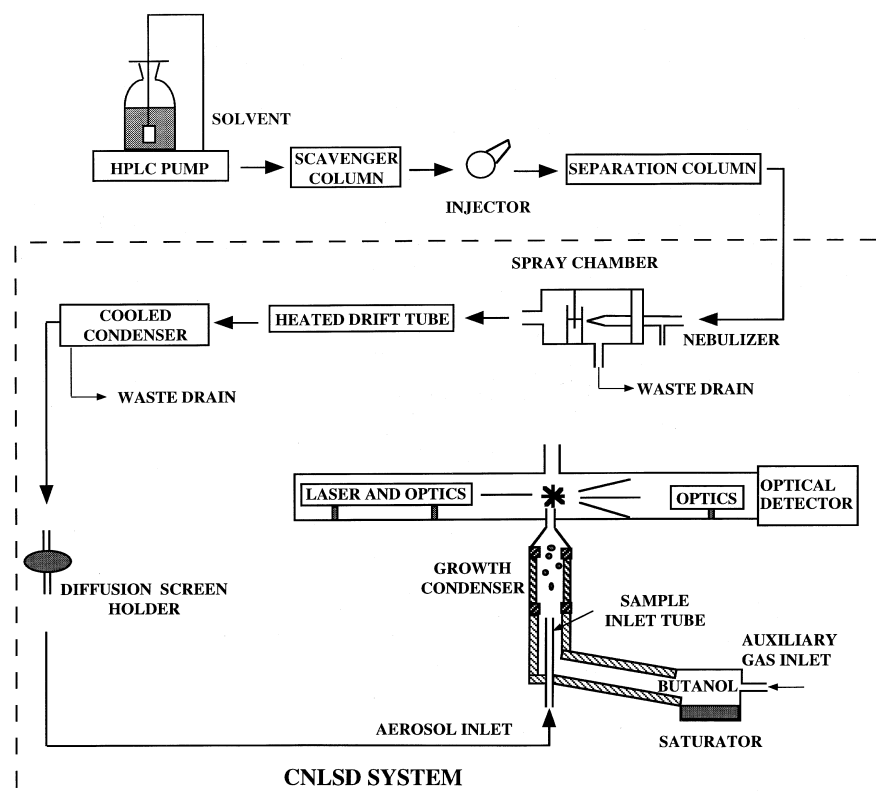 SOLVENT
HPLC PUMP
SCAVENGER
COLUMN
INJECTOR
SEPARATION COLUMN
SPRAY CHAMBER
COOLED
CONDENSER
HEATED DRIFT TUBE
NEBULIZER
WASTE DRAIN
WASTE DRAIN
LASER AND OPTICS
OPTICS
OPTICAL
DETECTOR
GROWTH
CONDENSER
DIFFUSION SCREEN
HOLDER
SAMPLE
INLET TUBE
AUXILIARY
GAS INLET
BUTANOL
AEROSOL INLET
SATURATOR
CNLSD SYSTEM